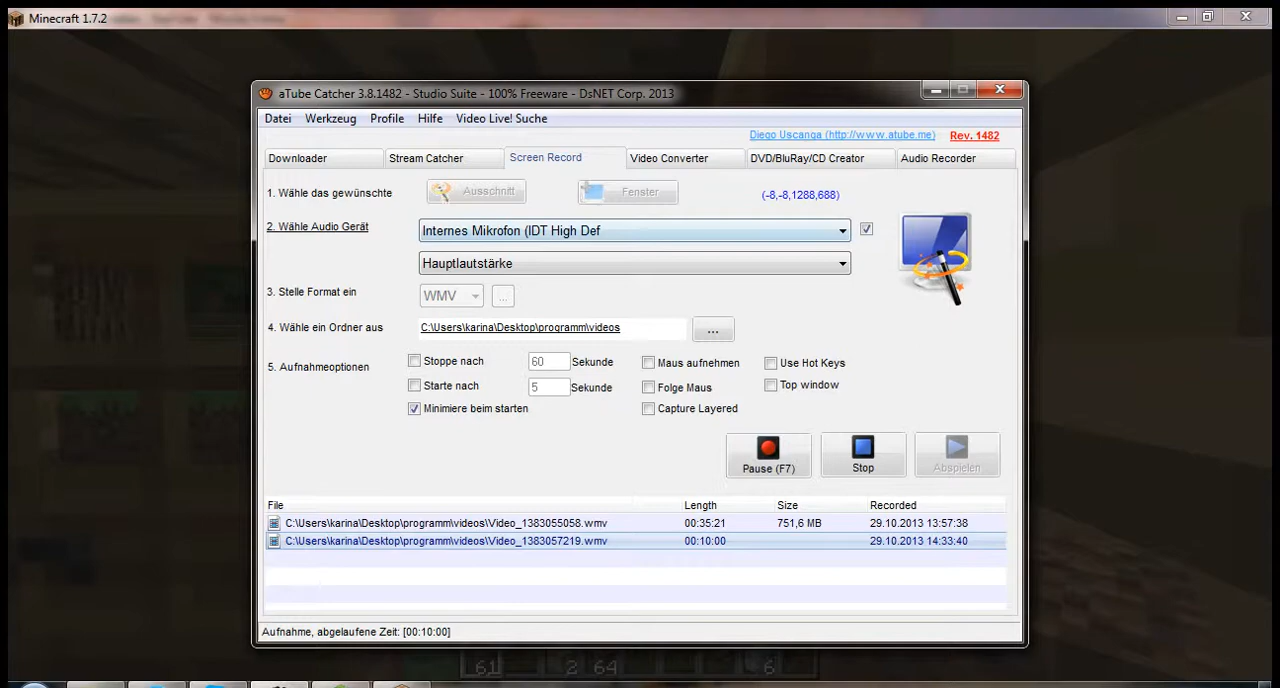 Minecraft 1.7.2
aTube Catcher 3.8.1482 - Studio Suite - 100% Freeware - DsNET Corp. 2013
Datei Werkzeug Profile Hilfe Video Live! Suche
Diego Uscanga (http://www.atube.me) Rev. 1482
Downloader Stream Catcher Screen Record Video Converter DVD/BluRay/CD Creator Audio Recorder
1. Wähle das gewünschte Ausschnitt Fenster (-8,-8,1288,688)
2. Wähle Audio Gerät Internes Mikrofon (IDT High Def
Hauptlautstärke
3. Stelle Format ein WMV ...
4. Wähle ein Ordner aus C:\Users\karina\Desktop\programm\videos ...
5. Aufnahmeoptionen Stoppe nach 60 Sekunde Maus aufnehmen Use Hot Keys
Starte nach 5 Sekunde Folge Maus Top window
Minimiere beim starten Capture Layered
Pause (F7) Stop Abspielen
File Length Size Recorded
C:\Users\karina\Desktop\programm\videos\Video_1383055058.wmv 00:35:21 751,6 MB 29.10.2013 13:57:38
C:\Users\karina\Desktop\programm\videos\Video_1383057219.wmv 00:10:00 29.10.2013 14:33:40
Aufnahme, abgelaufene Zeit: [00:10:00]
61 2 64 6